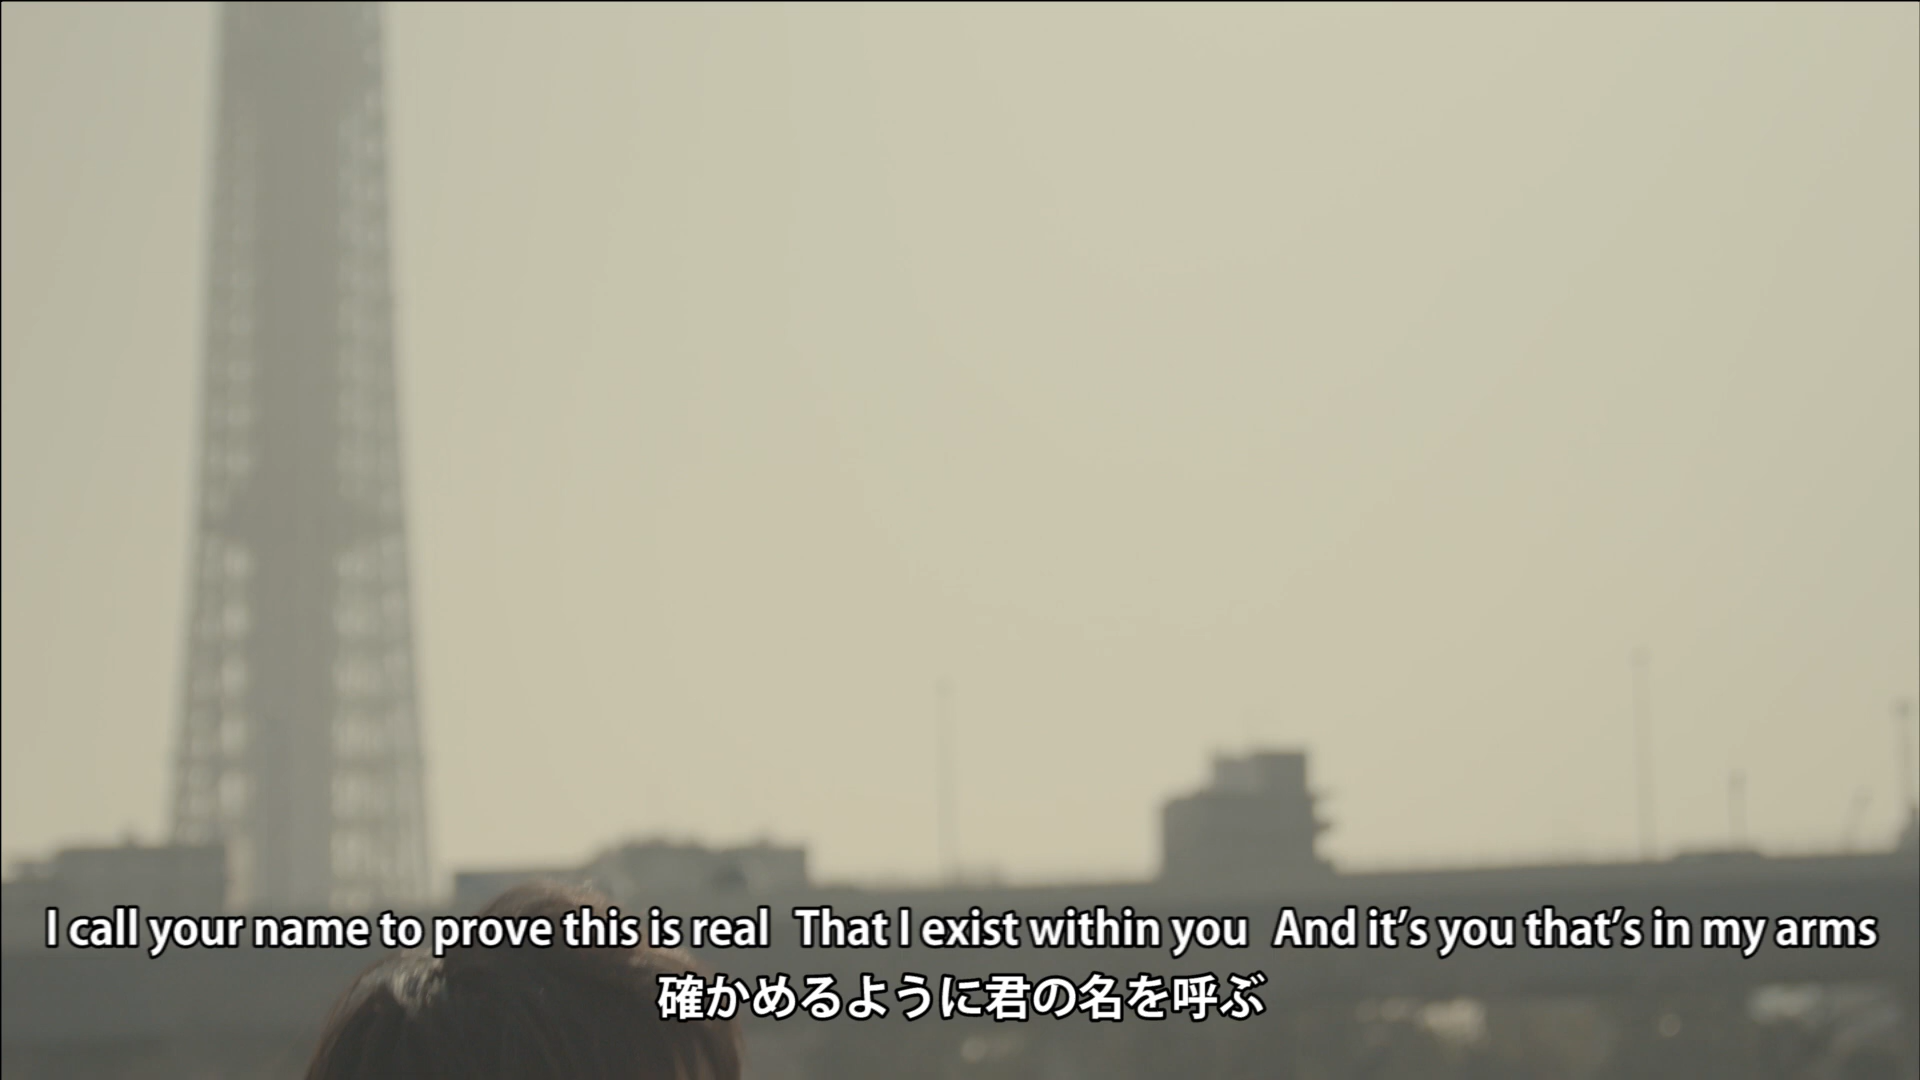 I call your name to prove this is real  That I exist within you  And it’s you that’s in my arms
確かめるように君の名を呼ぶ